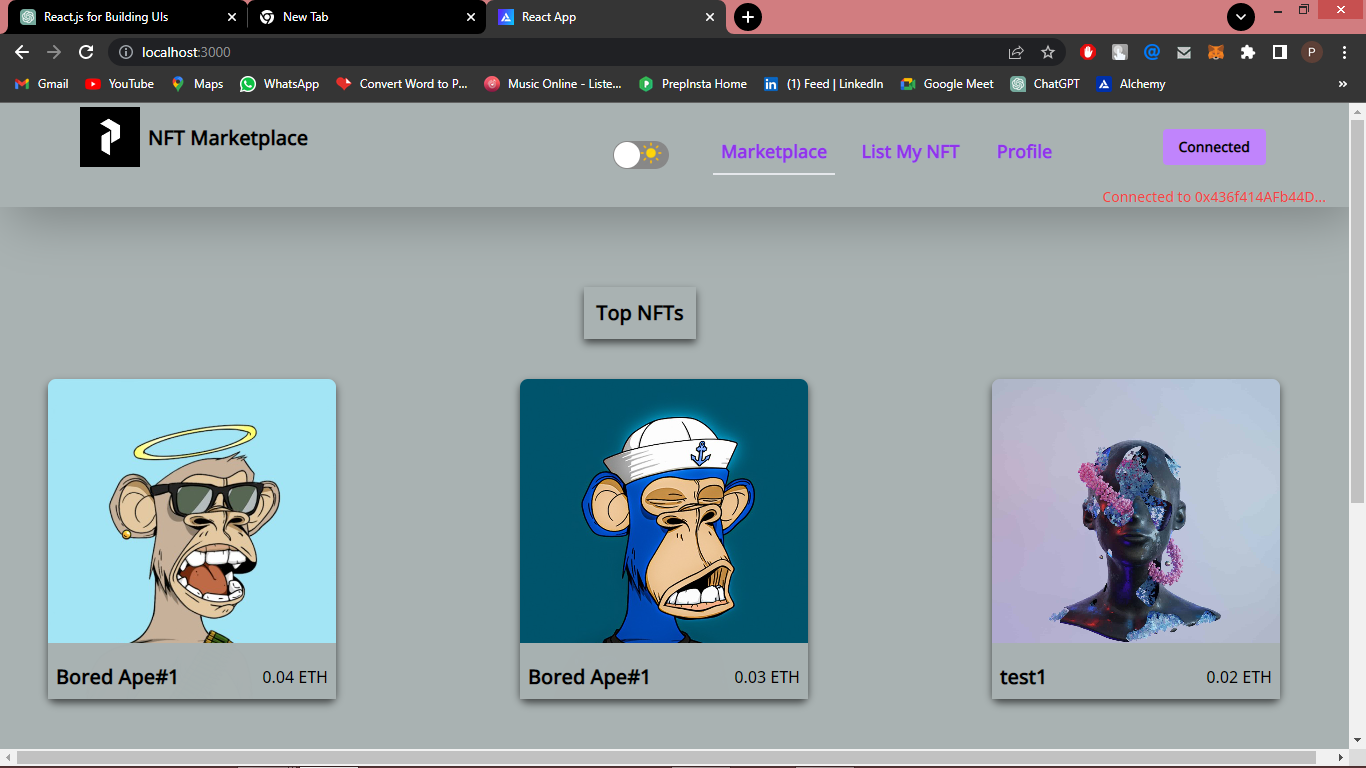 React.js for Building UIs
New Tab
React App
localhost:3000
P
Gmail
YouTube
Maps
WhatsApp
Convert Word to P...
Music Online - Liste...
PrepInsta Home
(1) Feed | LinkedIn
Google Meet
ChatGPT
Alchemy
»
NFT Marketplace
Marketplace
List My NFT
Profile
Connected
Connected to 0x436f414AFb44D...
Top NFTs
Bored Ape#1
0.04 ETH
Bored Ape#1
0.03 ETH
test1
0.02 ETH